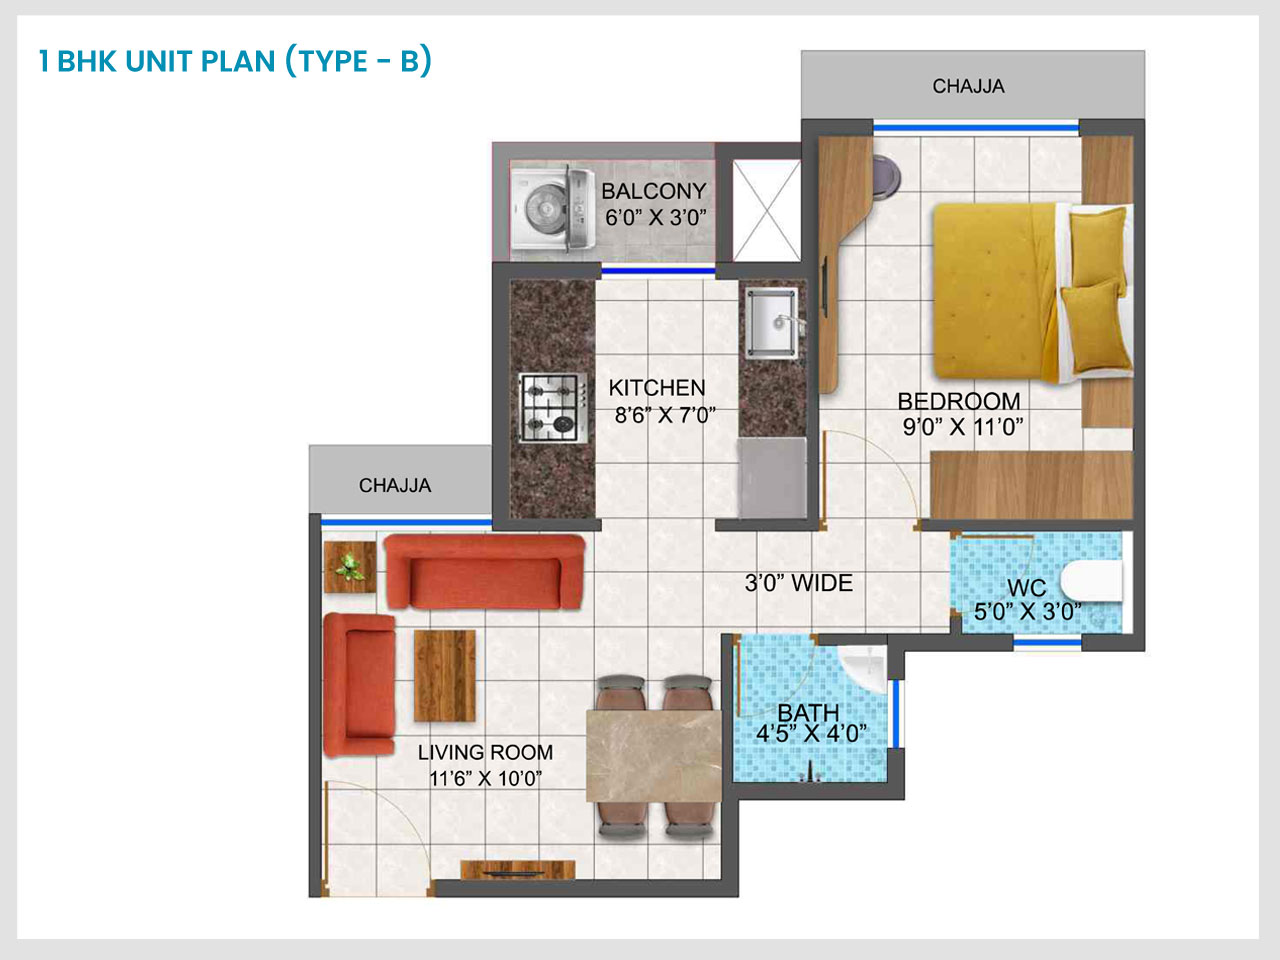 1 BHK UNIT PLAN (TYPE - B)
CHAJJA
BALCONY
6’0” X 3’0”
KITCHEN
8’6” X 7’0”
BEDROOM
9’0” X 11’0”
CHAJJA
3’0” WIDE
WC
5’0” X 3’0”
BATH
4’5” X 4’0”
LIVING ROOM
11’6” X 10’0”